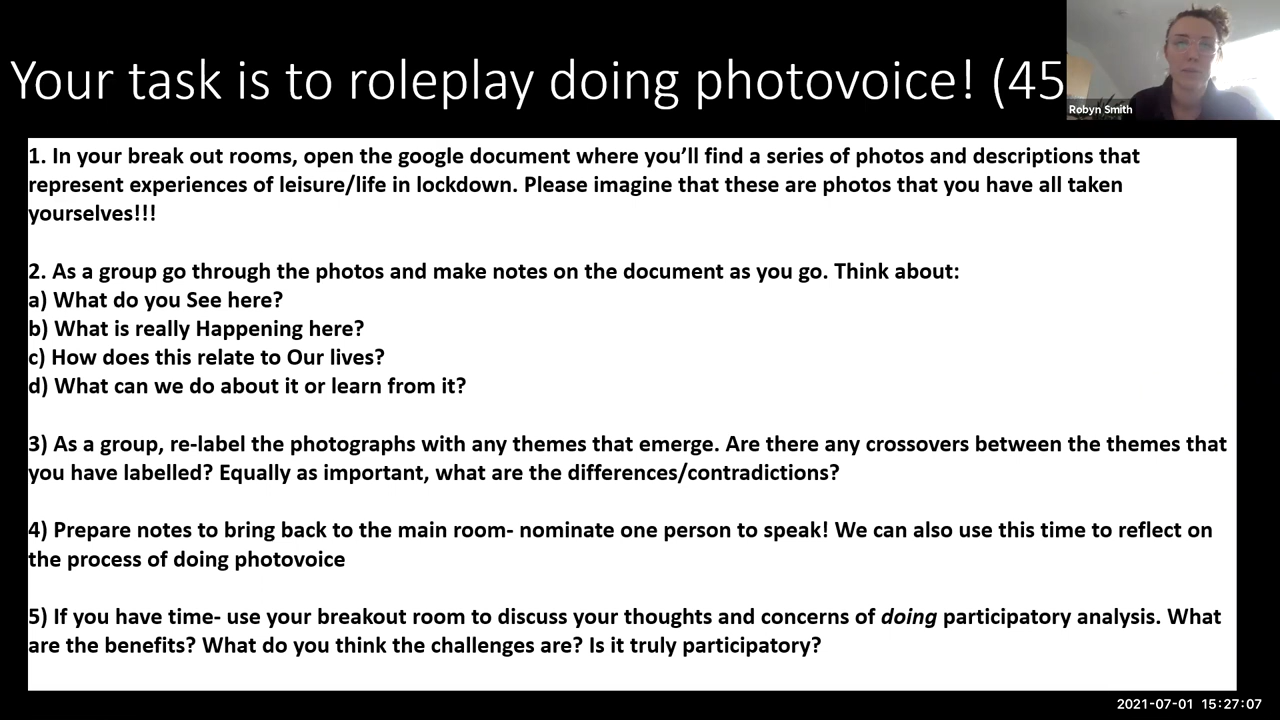 Your task is to roleplay doing photovoice! (45
Robyn Smith
1. In your break out rooms, open the google document where you’ll find a series of photos and descriptions that
represent experiences of leisure/life in lockdown. Please imagine that these are photos that you have all taken
yourselves!!!
2. As a group go through the photos and make notes on the document as you go. Think about:
a) What do you See here?
b) What is really Happening here?
c) How does this relate to Our lives?
d) What can we do about it or learn from it?
3) As a group, re-label the photographs with any themes that emerge. Are there any crossovers between the themes that
you have labelled? Equally as important, what are the differences/contradictions?
4) Prepare notes to bring back to the main room- nominate one person to speak! We can also use this time to reflect on
the process of doing photovoice
5) If you have time- use your breakout room to discuss your thoughts and concerns of doing participatory analysis. What
are the benefits? What do you think the challenges are? Is it truly participatory?
2021-07-01 15:27:07